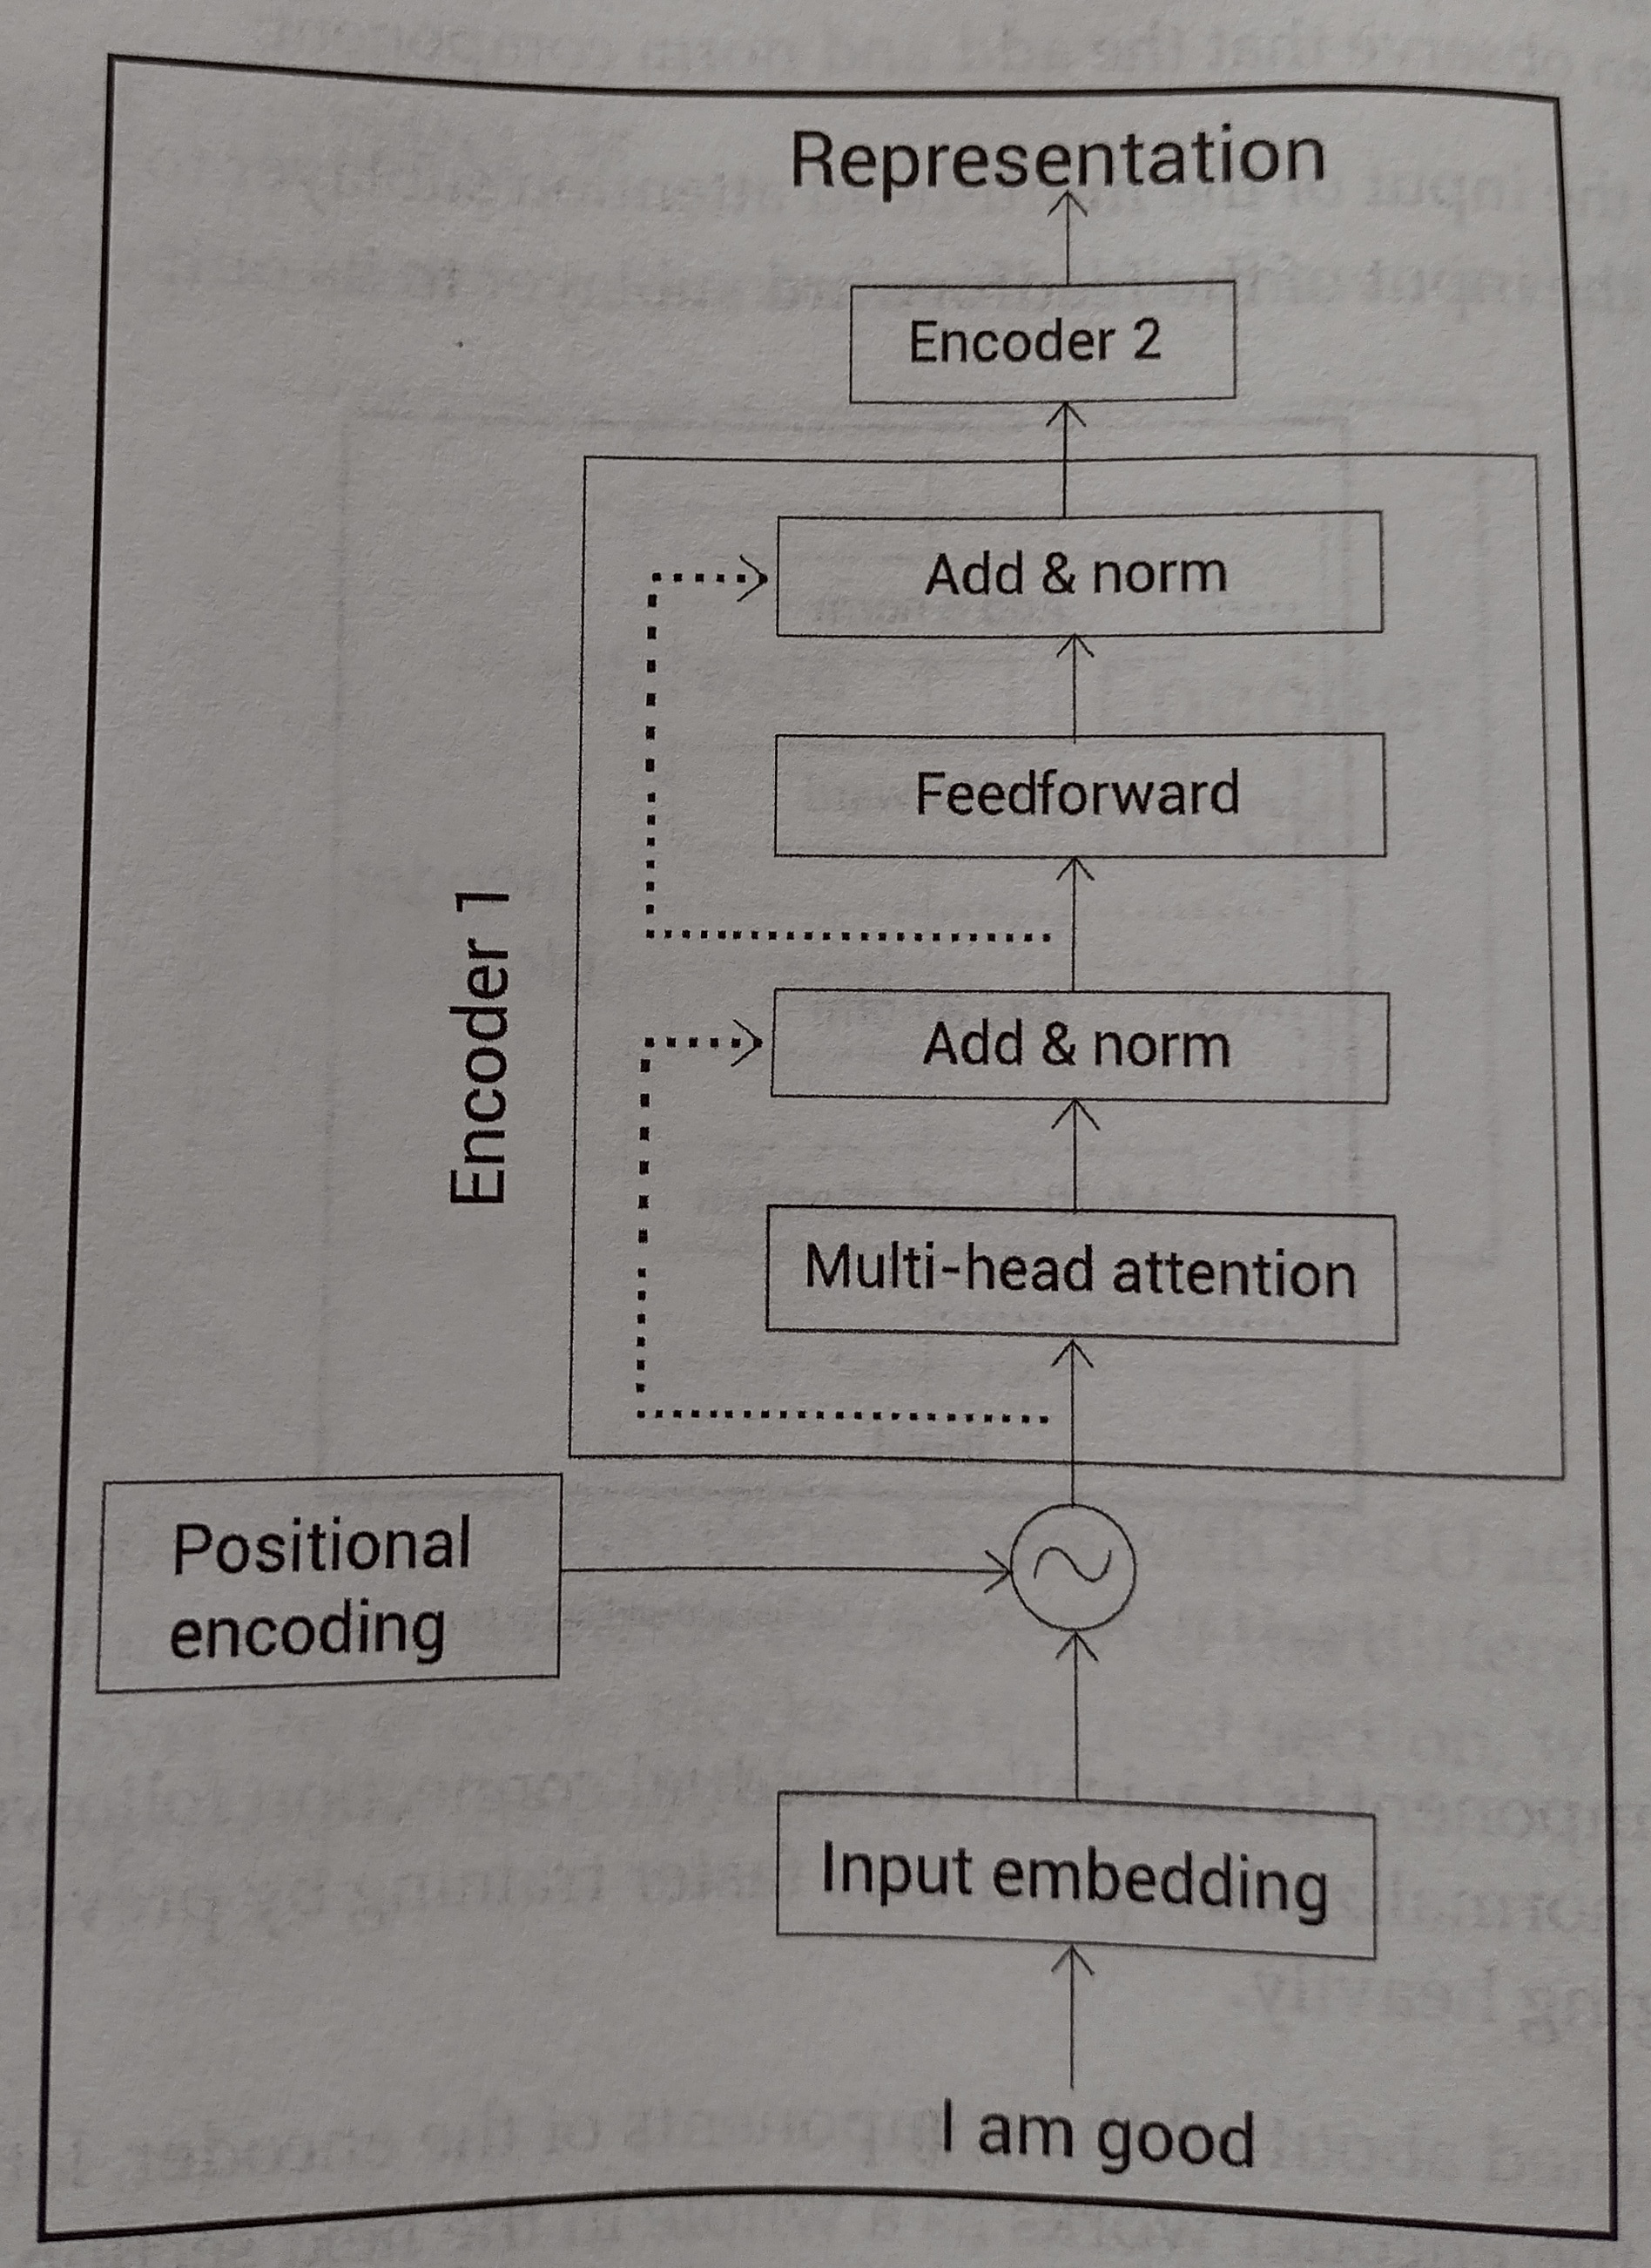 Representation
Encoder 2
Encoder 1
Add & norm
Feedforward
Add & norm
Multi-head attention
Positional
encoding
Input embedding
I am good